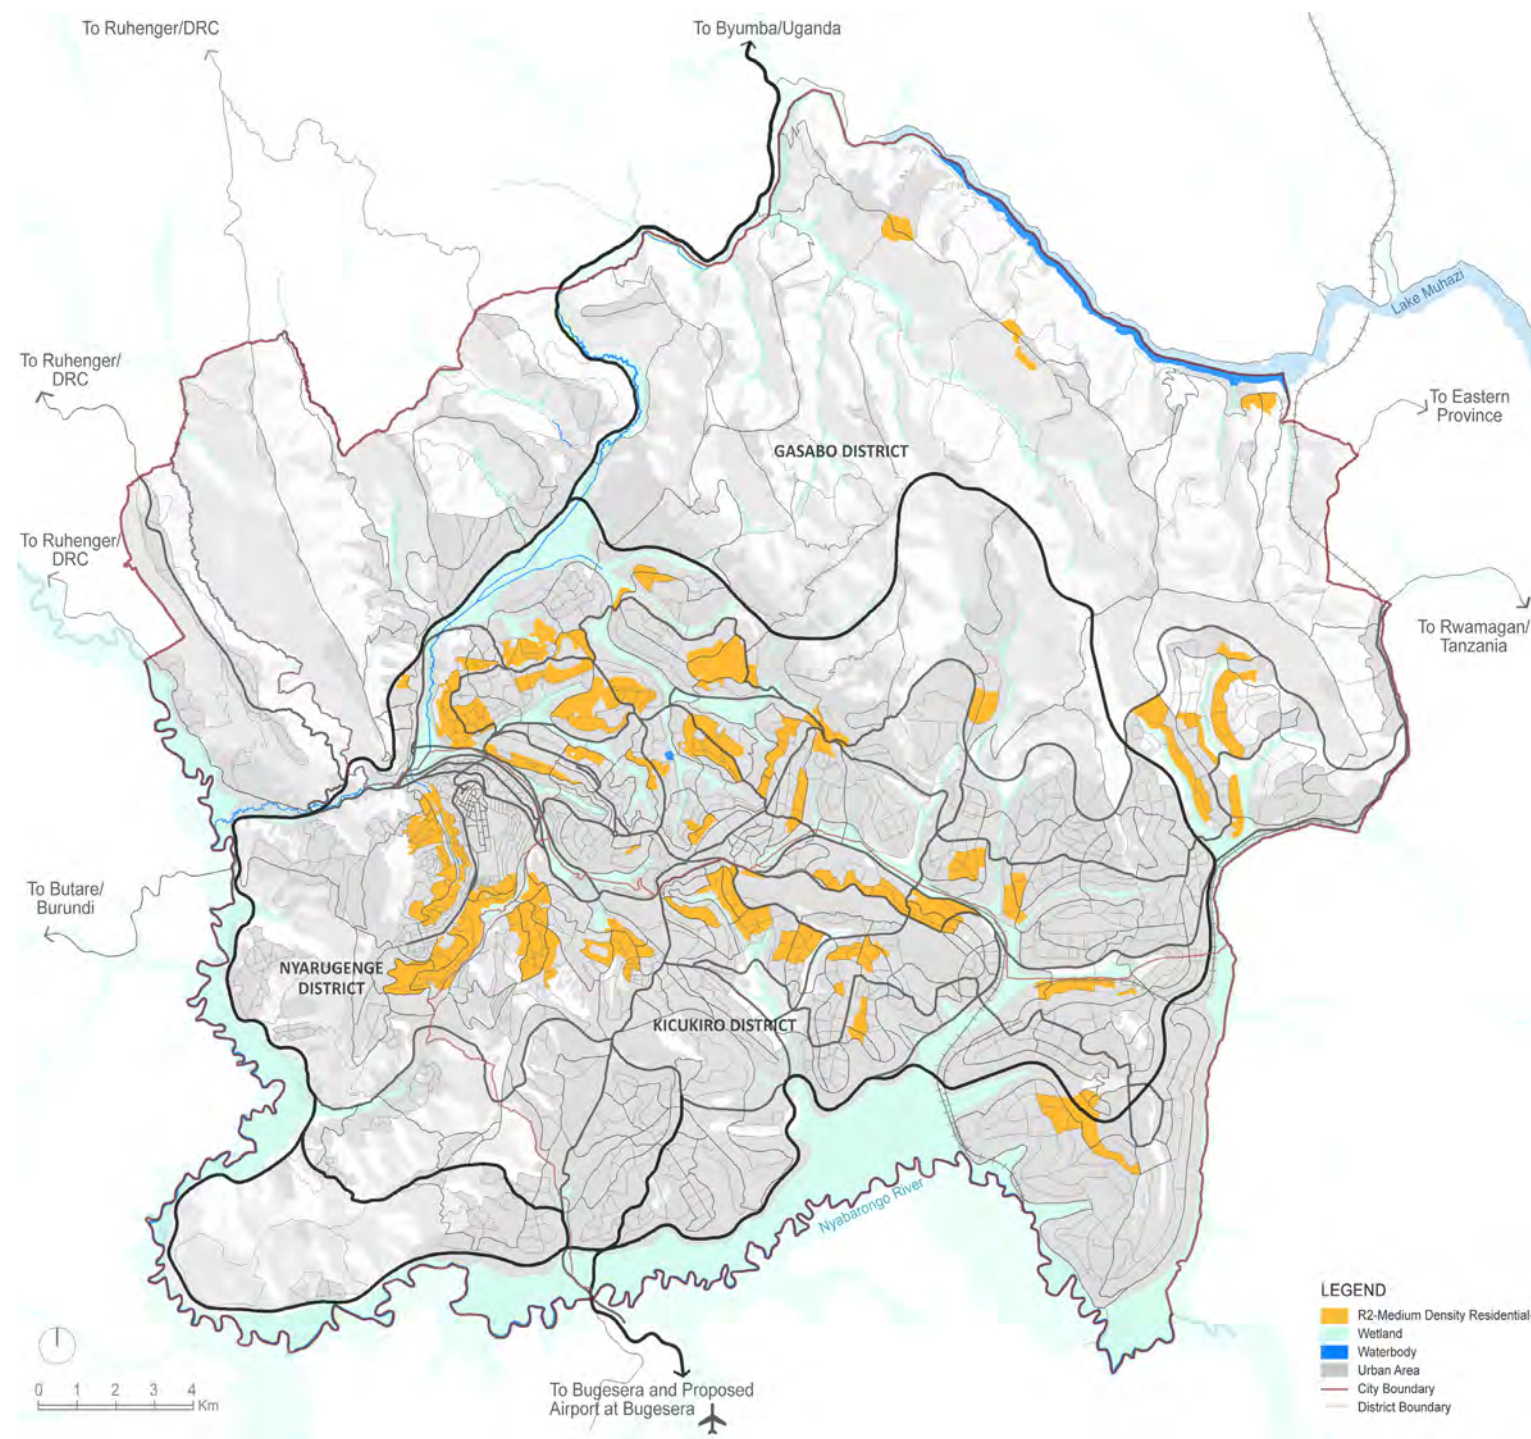 To Ruhenger/DRC
To Byumba/Uganda
Lake Muhazi
To Ruhenger/
DRC
To Eastern
Province
GASABO DISTRICT
To Ruhenger/
DRC
To Rwamagan/
Tanzania
To Butare/
Burundi
NYARUGENGE
DISTRICT
KICUKIRO DISTRICT
Nyabarongo River
LEGEND
R2-Medium Density Residential-
Wetland
Waterbody
Urban Area
City Boundary
District Boundary
0 1 2 3 4
Km
To Bugesera and Proposed
Airport at Bugesera